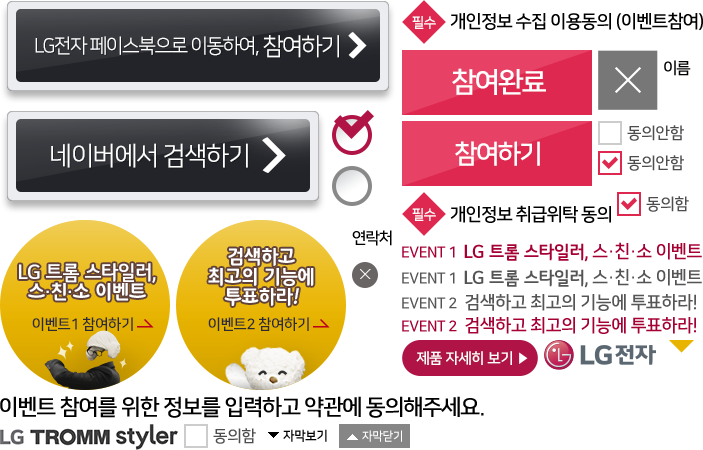 LG전자 페이스북으로 이동하여, 참여하기
네이버에서 검색하기
LG 트롬 스타일러,
스·친·소 이벤트
이벤트1 참여하기
검색하고
최고의 기능에
투표하라!
이벤트2 참여하기
연락처
필수 개인정보 수집 이용동의 (이벤트참여)
참여완료
이름
참여하기
동의안함
동의안함
필수 개인정보 취급위탁 동의
동의함
EVENT 1 LG 트롬 스타일러, 스·친·소 이벤트
EVENT 1 LG 트롬 스타일러, 스·친·소 이벤트
EVENT 2 검색하고 최고의 기능에 투표하라!
EVENT 2 검색하고 최고의 기능에 투표하라!
제품 자세히 보기
LG전자
이벤트 참여를 위한 정보를 입력하고 약관에 동의해주세요.
LG TROMM styler
동의함
자막보기
자막닫기